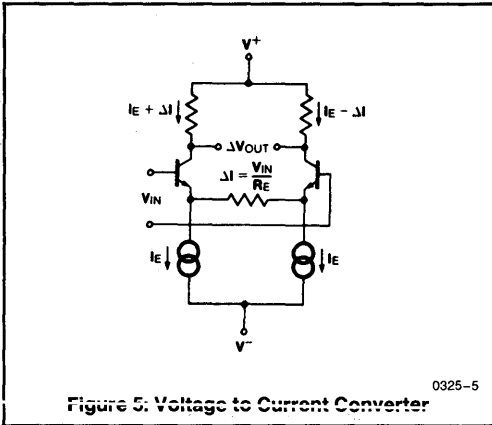 V+
IE + ΔI
IE − ΔI
ΔVOUT
ΔI = VIN
RE
VIN
IE
IE
V−
0325–5
Figure 5: Voltage to Current Converter